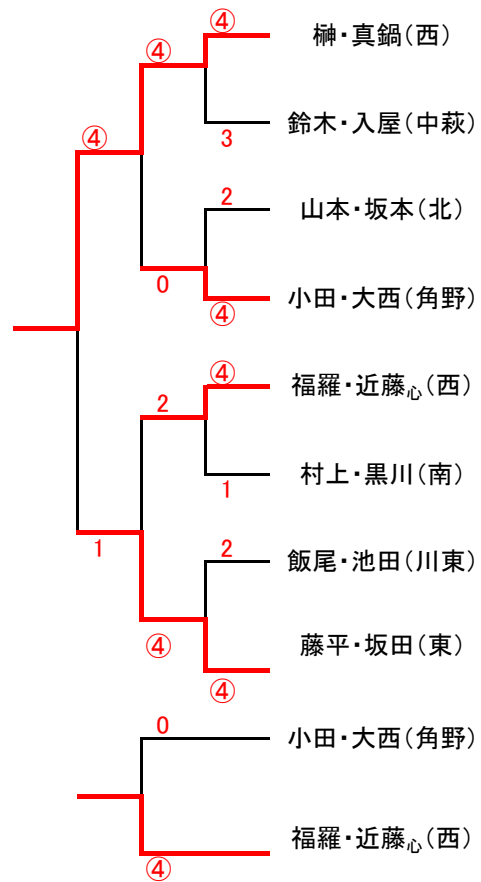 ④
榊・真鍋(西)
④
④
鈴木・入屋(中萩)
3
2
山本・坂本(北)
0
小田・大西(角野)
④
④
福羅・近藤心(西)
2
村上・黒川(南)
1
1
2
飯尾・池田(川東)
④
藤平・坂田(東)
④
0
小田・大西(角野)
福羅・近藤心(西)
④